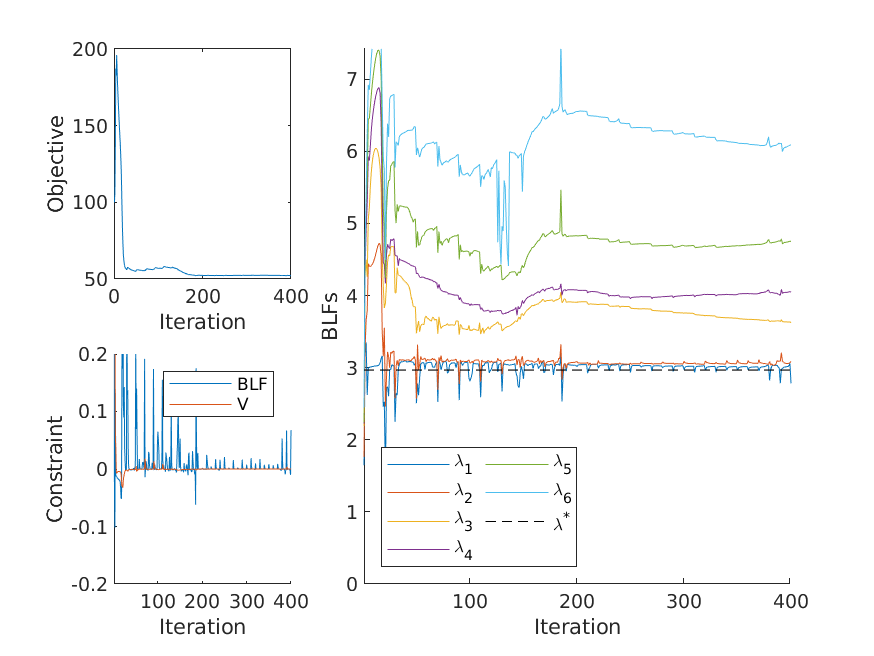 200
150
100
50
Objective
0 200 400
Iteration
0.2
0.1
0
-0.1
-0.2
Constraint
BLF
V
100 200 300 400
Iteration
7
6
5
4
3
2
1
0
BLFs
λ1 λ5
λ2 λ6
λ3 λ*
λ4
100 200 300 400
Iteration